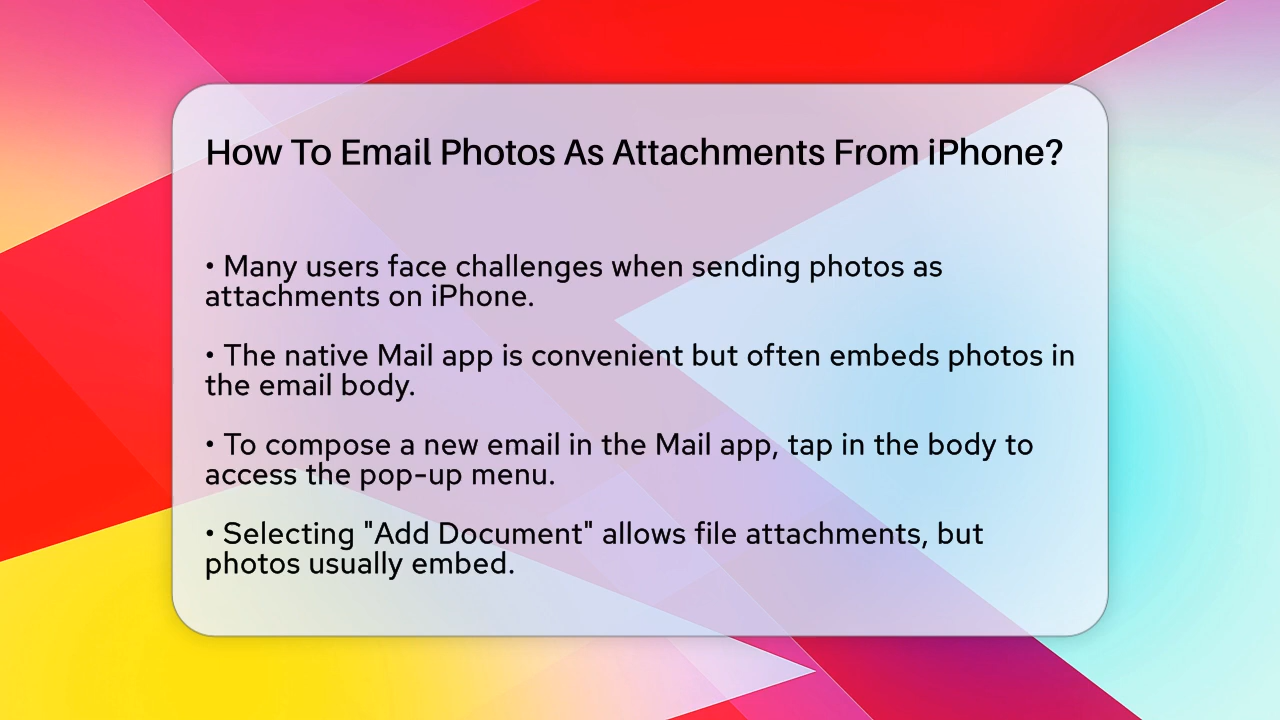 How To Email Photos As Attachments From iPhone?
• Many users face challenges when sending photos as
attachments on iPhone.
• The native Mail app is convenient but often embeds photos in
the email body.
• To compose a new email in the Mail app, tap in the body to
access the pop-up menu.
• Selecting "Add Document" allows file attachments, but
photos usually embed.